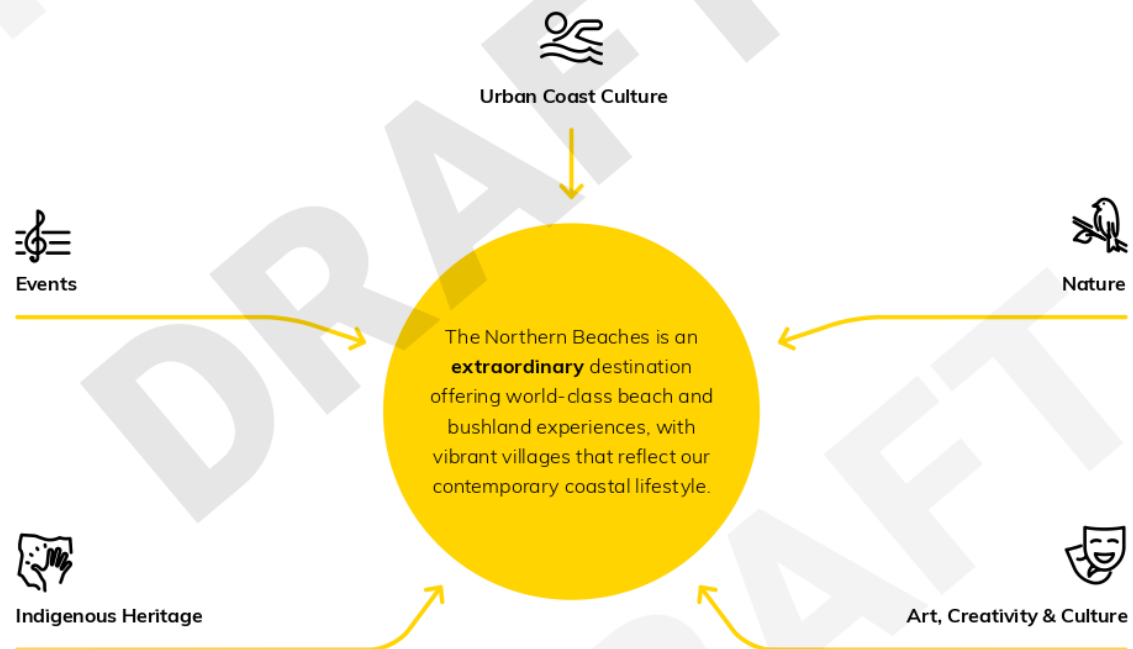 Urban Coast Culture
Events
Nature
The Northern Beaches is an
extraordinary destination
offering world-class beach and
bushland experiences, with
vibrant villages that reflect our
contemporary coastal lifestyle.
Indigenous Heritage
Art, Creativity & Culture
DRAFT
DRAFT